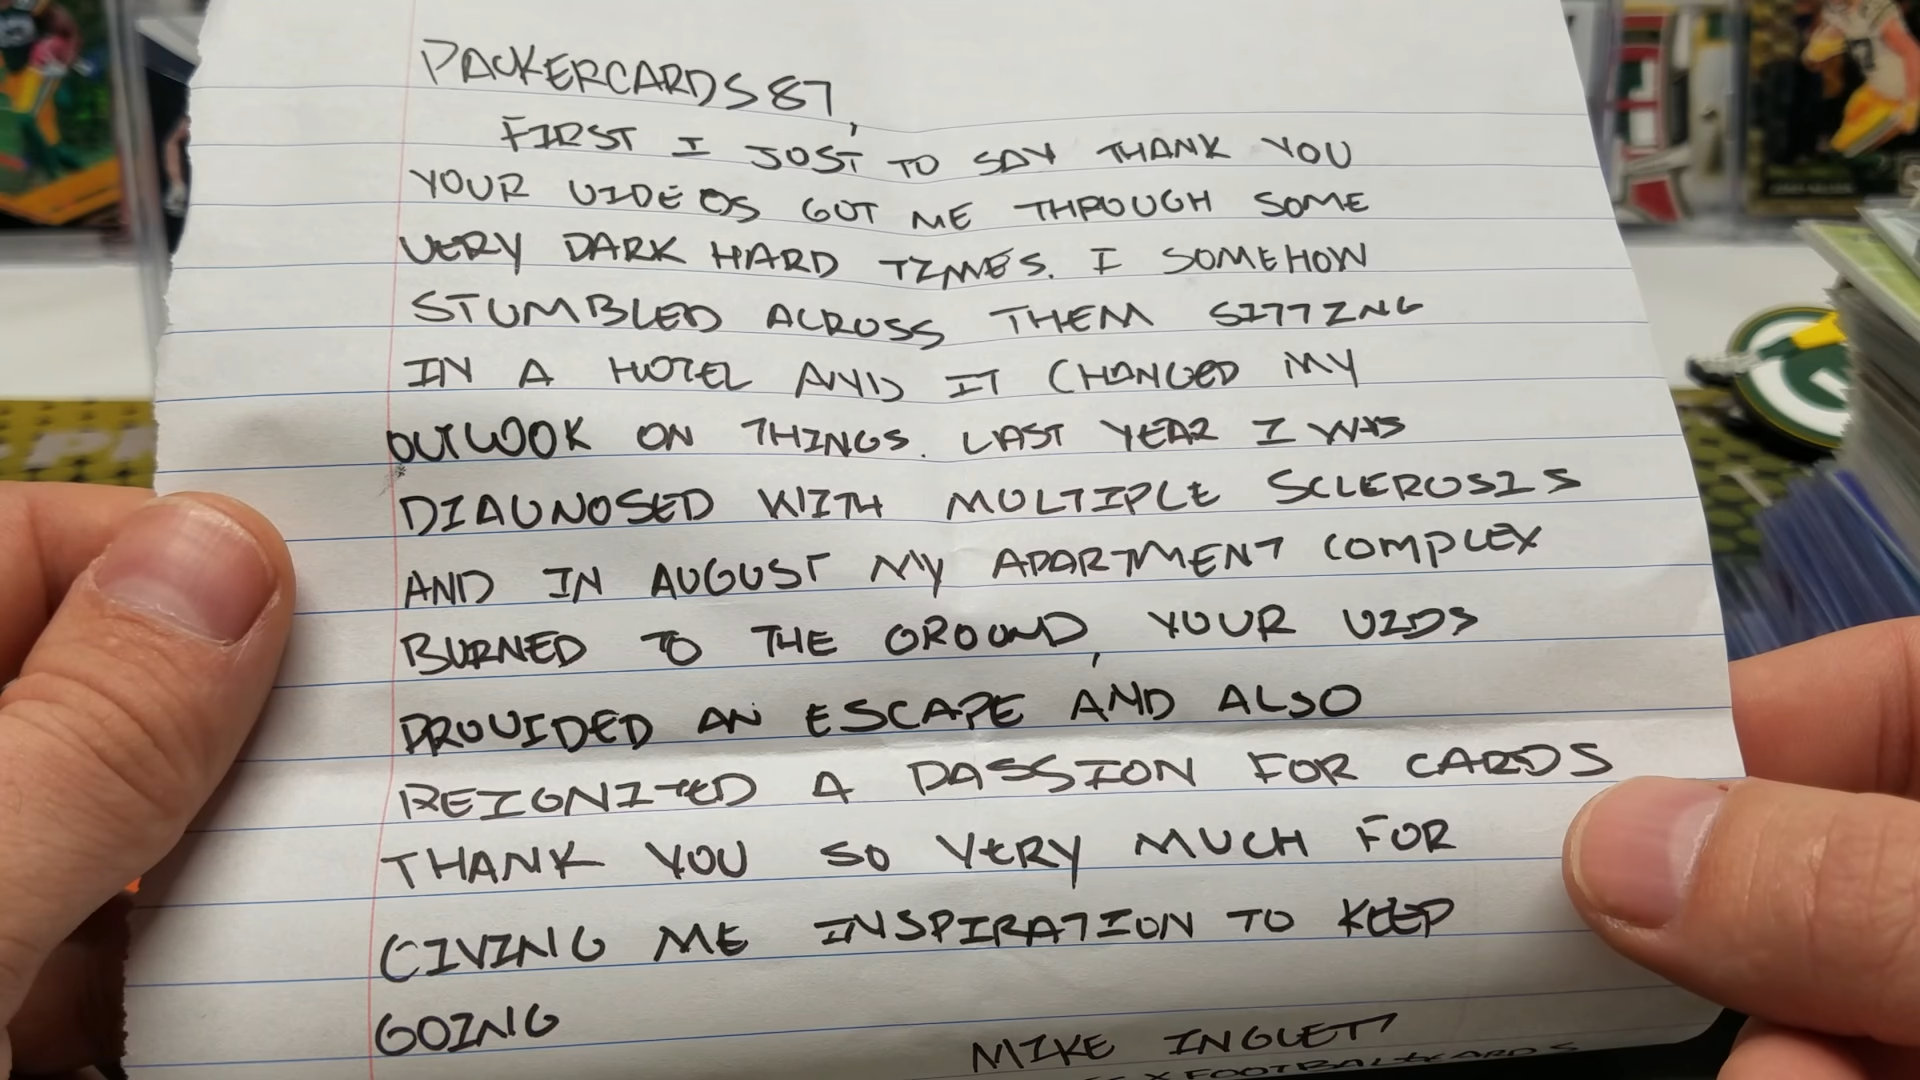 PACKERCARDS87,
FIRST I JOST TO SAY THANK YOU
YOUR VIDEOS GOT ME THROUGH SOME
VERY DARK HARD TIMES. I SOMEHOW
STUMBLED ACROSS THEM SITTING
IN A HOTEL AND IT CHANGED MY
OUTLOOK ON THINGS. LAST YEAR I WAS
DIAGNOSED WITH MULTIPLE SCLEROSIS
AND IN AUGUST MY APARTMENT COMPLEX
BURNED TO THE GROUND, YOUR VIDS
PROVIDED AN ESCAPE AND ALSO
REIGNITED A PASSION FOR CARDS
THANK YOU SO VERY MUCH FOR
GIVING ME INSPIRATION TO KEEP
GOING
MIKE INGLETT